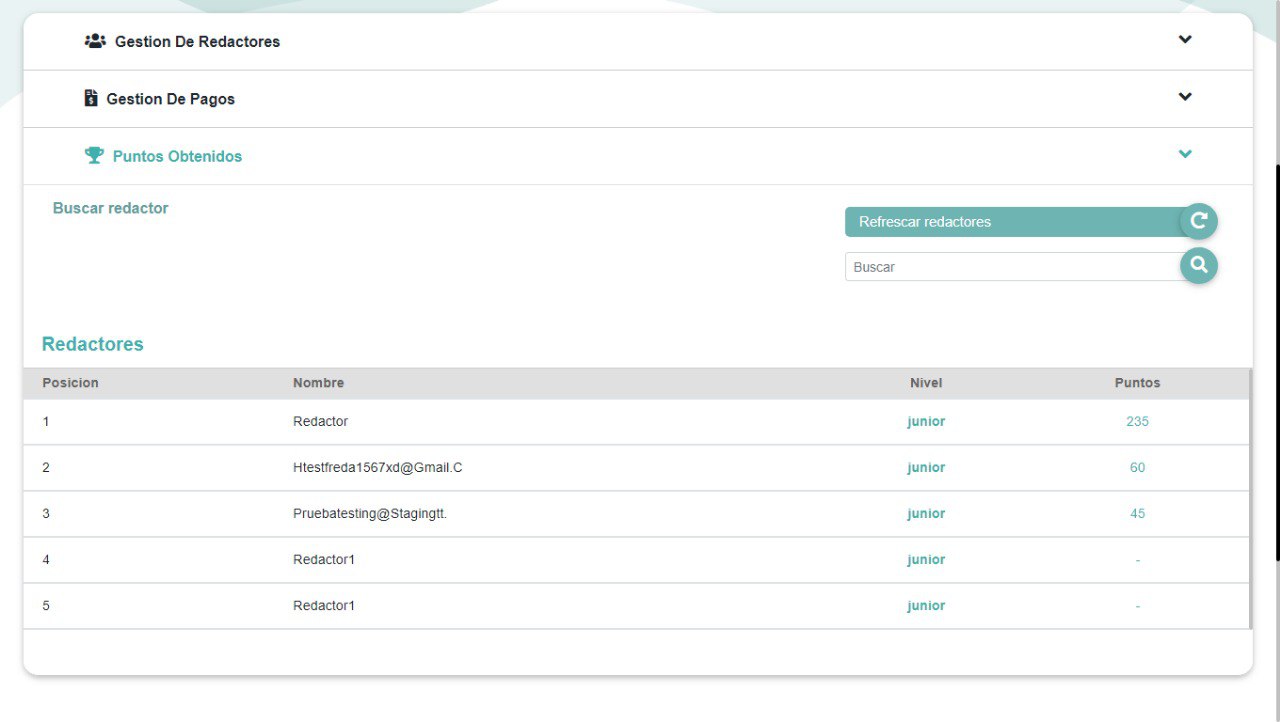 Gestion De Redactores
Gestion De Pagos
Puntos Obtenidos
Buscar redactor
Refrescar redactores
Buscar
Redactores
Posicion Nombre Nivel Puntos
1 Redactor junior 235
2 Htestfreda1567xd@Gmail.C junior 60
3 Pruebatesting@Stagingtt. junior 45
4 Redactor1 junior -
5 Redactor1 junior -